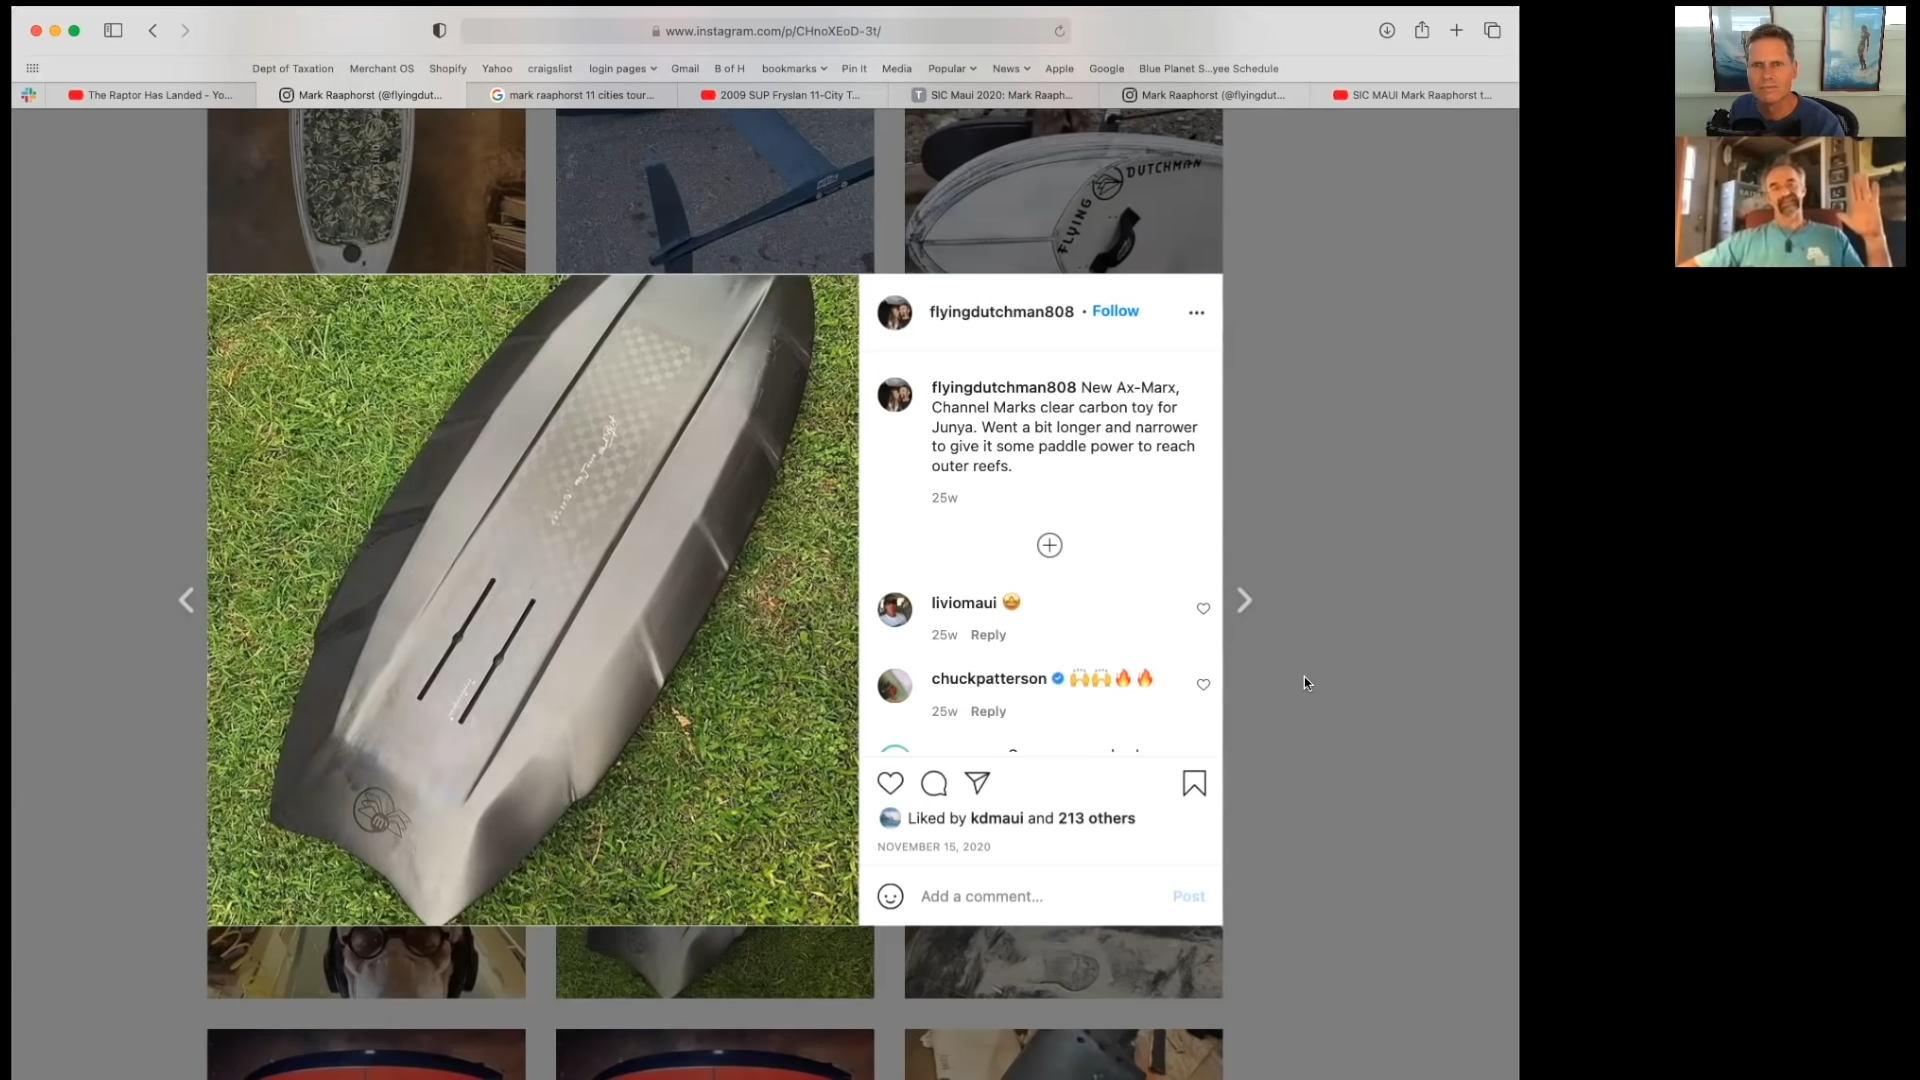 www.instagram.com/p/CHnoXEoD-3t/
Dept of Taxation Merchant OS Shopify Yahoo craigslist login pages Gmail B of H bookmarks Pin It Media Popular News Apple Google Blue Planet S...yee Schedule
The Raptor Has Landed - Yo... Mark Raaphorst (@flyingdut... mark raaphorst 11 cities tour... 2009 SUP Fryslan 11-City T... SIC Maui 2020: Mark Raaph... Mark Raaphorst (@flyingdut... SIC MAUI Mark Raaphorst t...
FLYING DUTCHMAN
flyingdutchman808 • Follow
flyingdutchman808 New Ax-Marx,
Channel Marks clear carbon toy for
Junya. Went a bit longer and narrower
to give it some paddle power to reach
outer reefs.
25w
liviomaui 🤩
25w Reply
chuckpatterson 🙌🙌🔥🔥
25w Reply
Liked by kdmaui and 213 others
NOVEMBER 15, 2020
Add a comment... Post